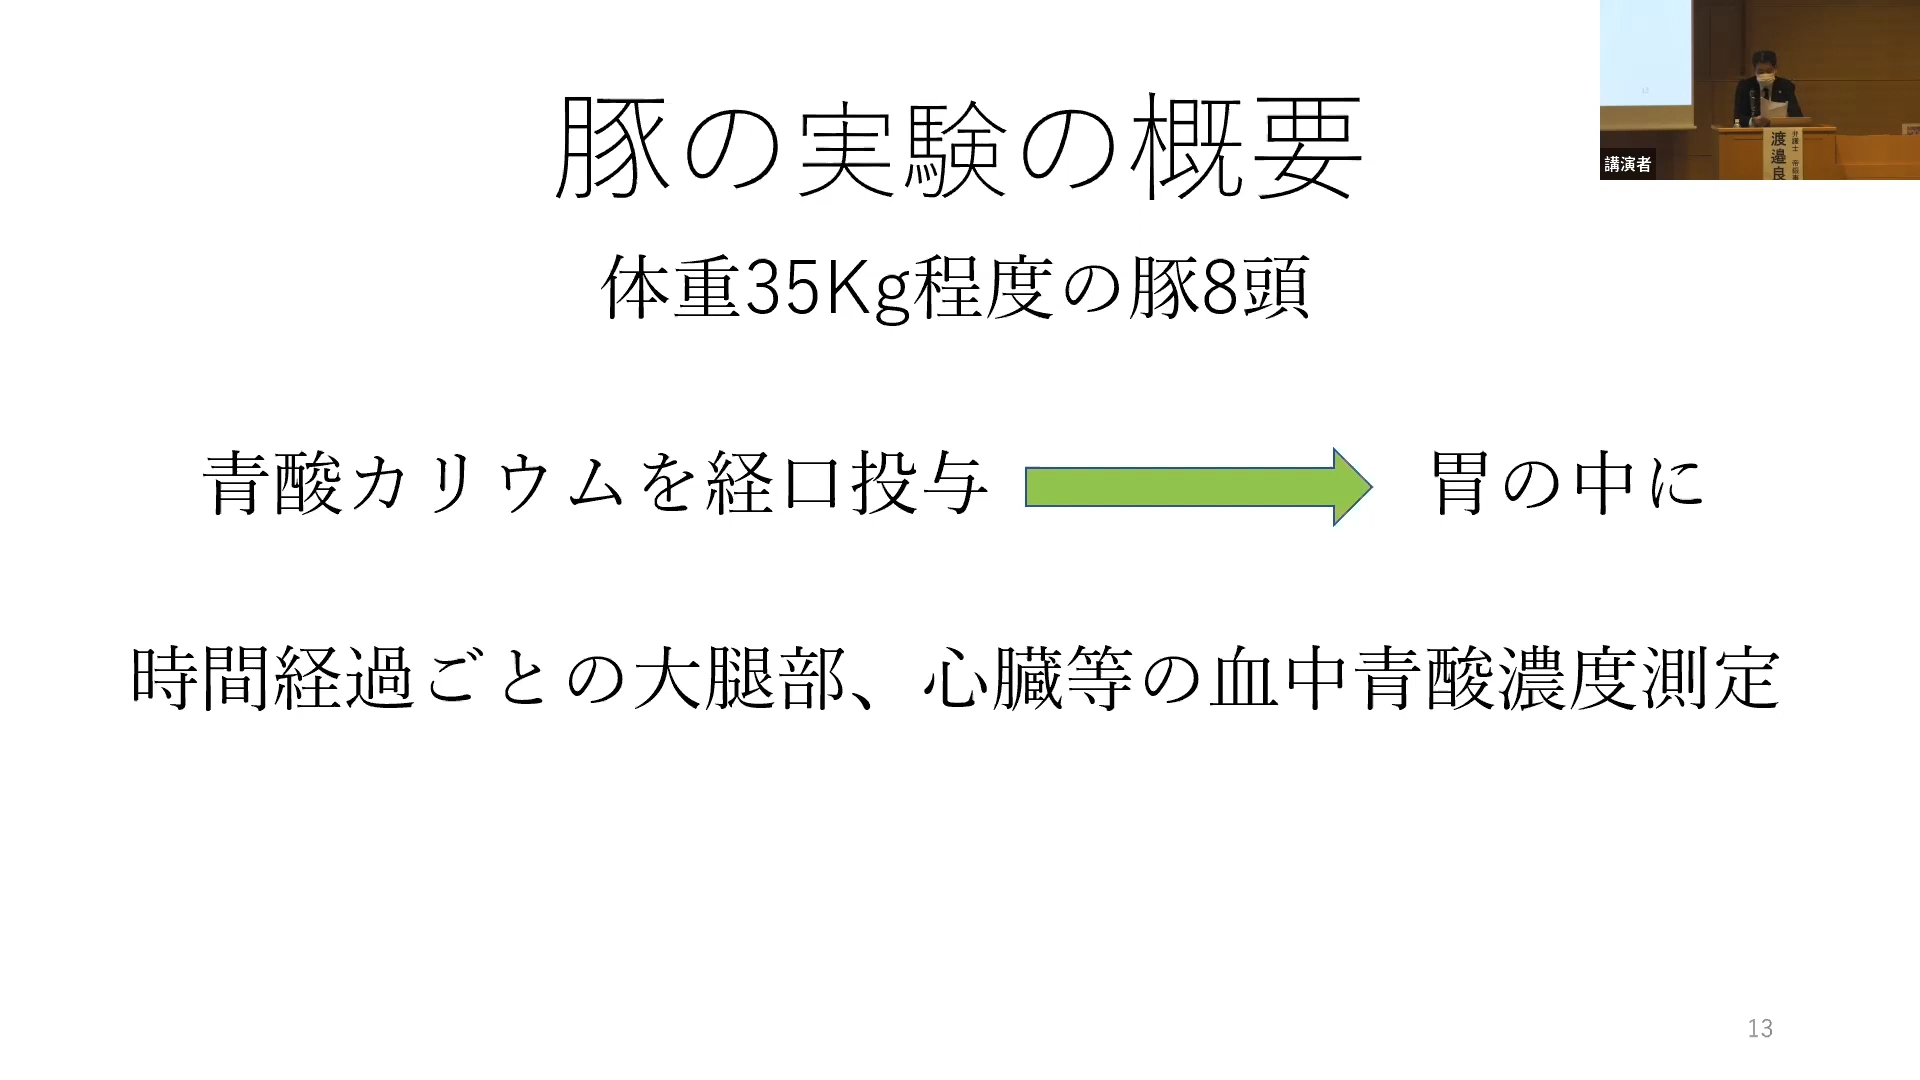 豚の実験の概要
体重35Kg程度の豚8頭
青酸カリウムを経口投与 胃の中に
時間経過ごとの大腿部、心臓等の血中青酸濃度測定
13
講演者
弁護士
渡邉良